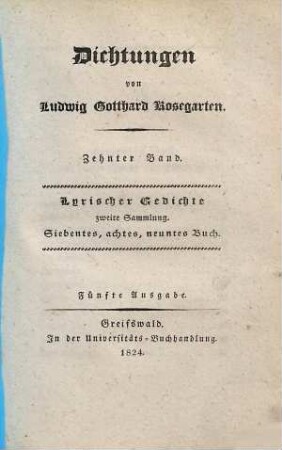 Dichtungen
von
Ludwig Gotthard Kosegarten.
Zehnter Band.
Lyrischer Gedichte
zweite Sammlung.
Siebentes, achtes, neuntes Buch.
Fünfte Ausgabe.
Greifswald.
In der Universitäts-Buchhandlung.
1824.